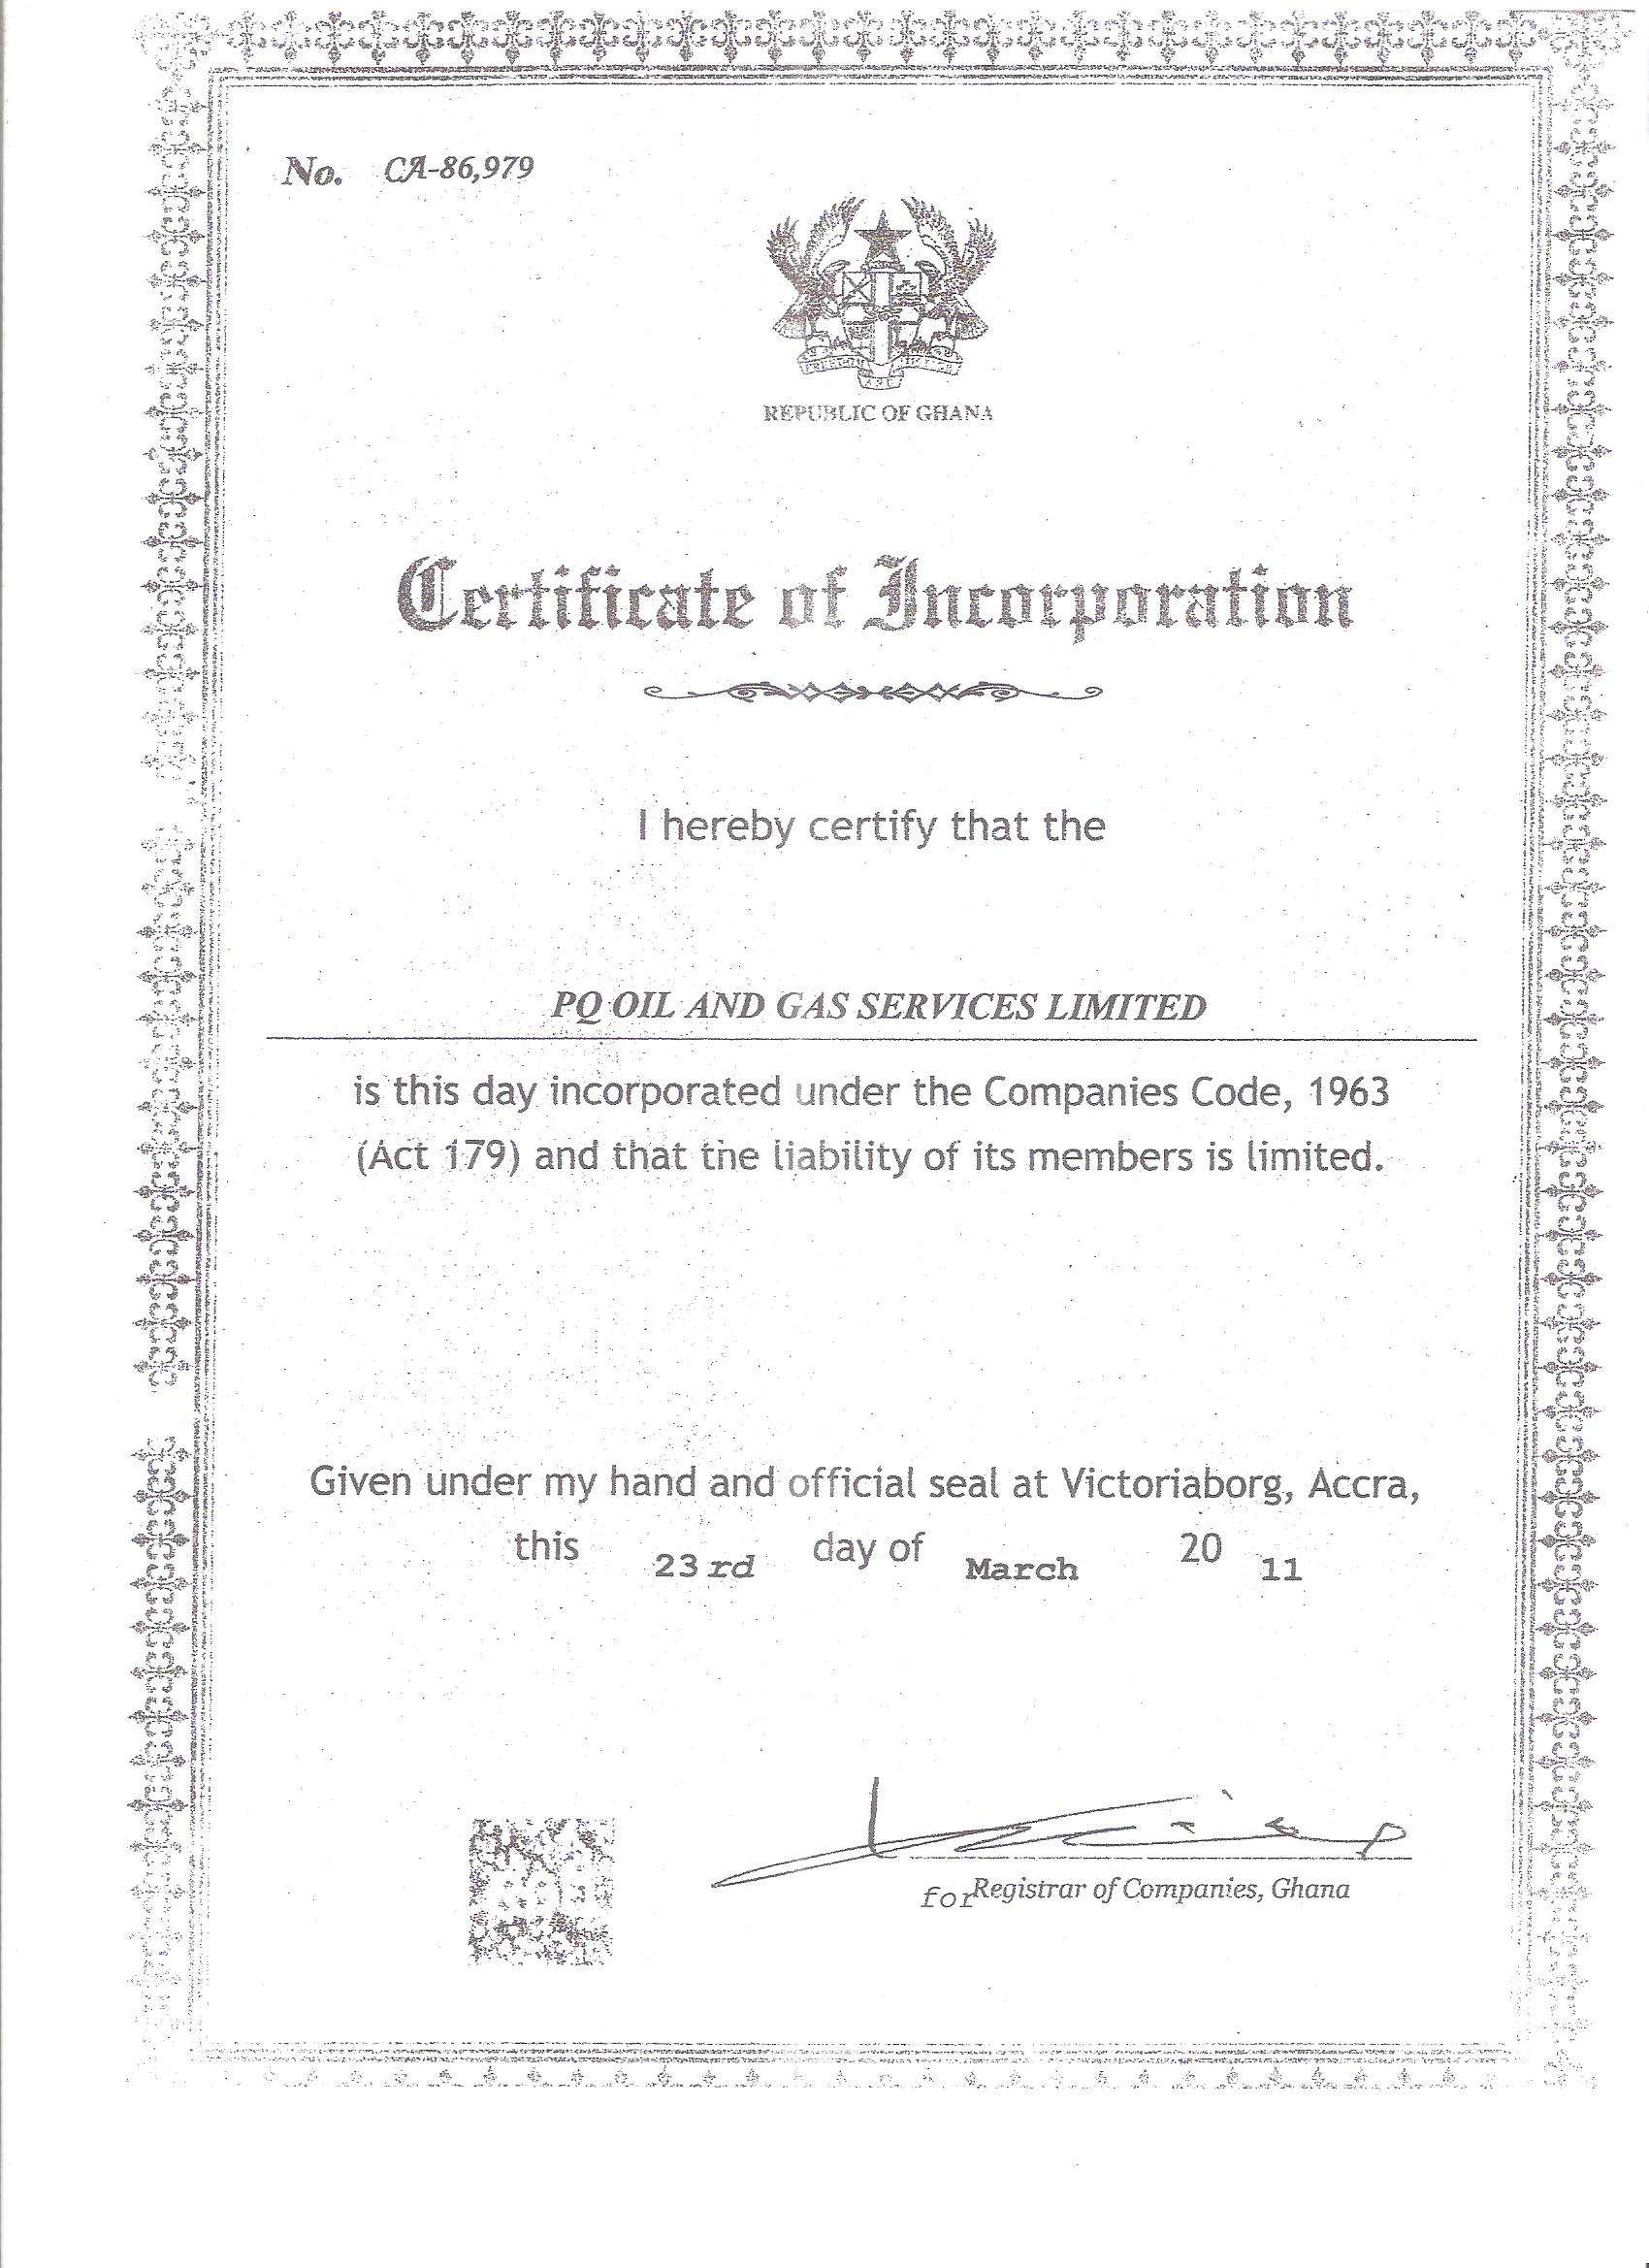 No. CA-86,979
REPUBLIC OF GHANA
Certificate of Incorporation
I hereby certify that the
PQ OIL AND GAS SERVICES LIMITED
is this day incorporated under the Companies Code, 1963
(Act 179) and that the liability of its members is limited.
Given under my hand and official seal at Victoriaborg, Accra,
this 23rd day of March 20 11
for Registrar of Companies, Ghana